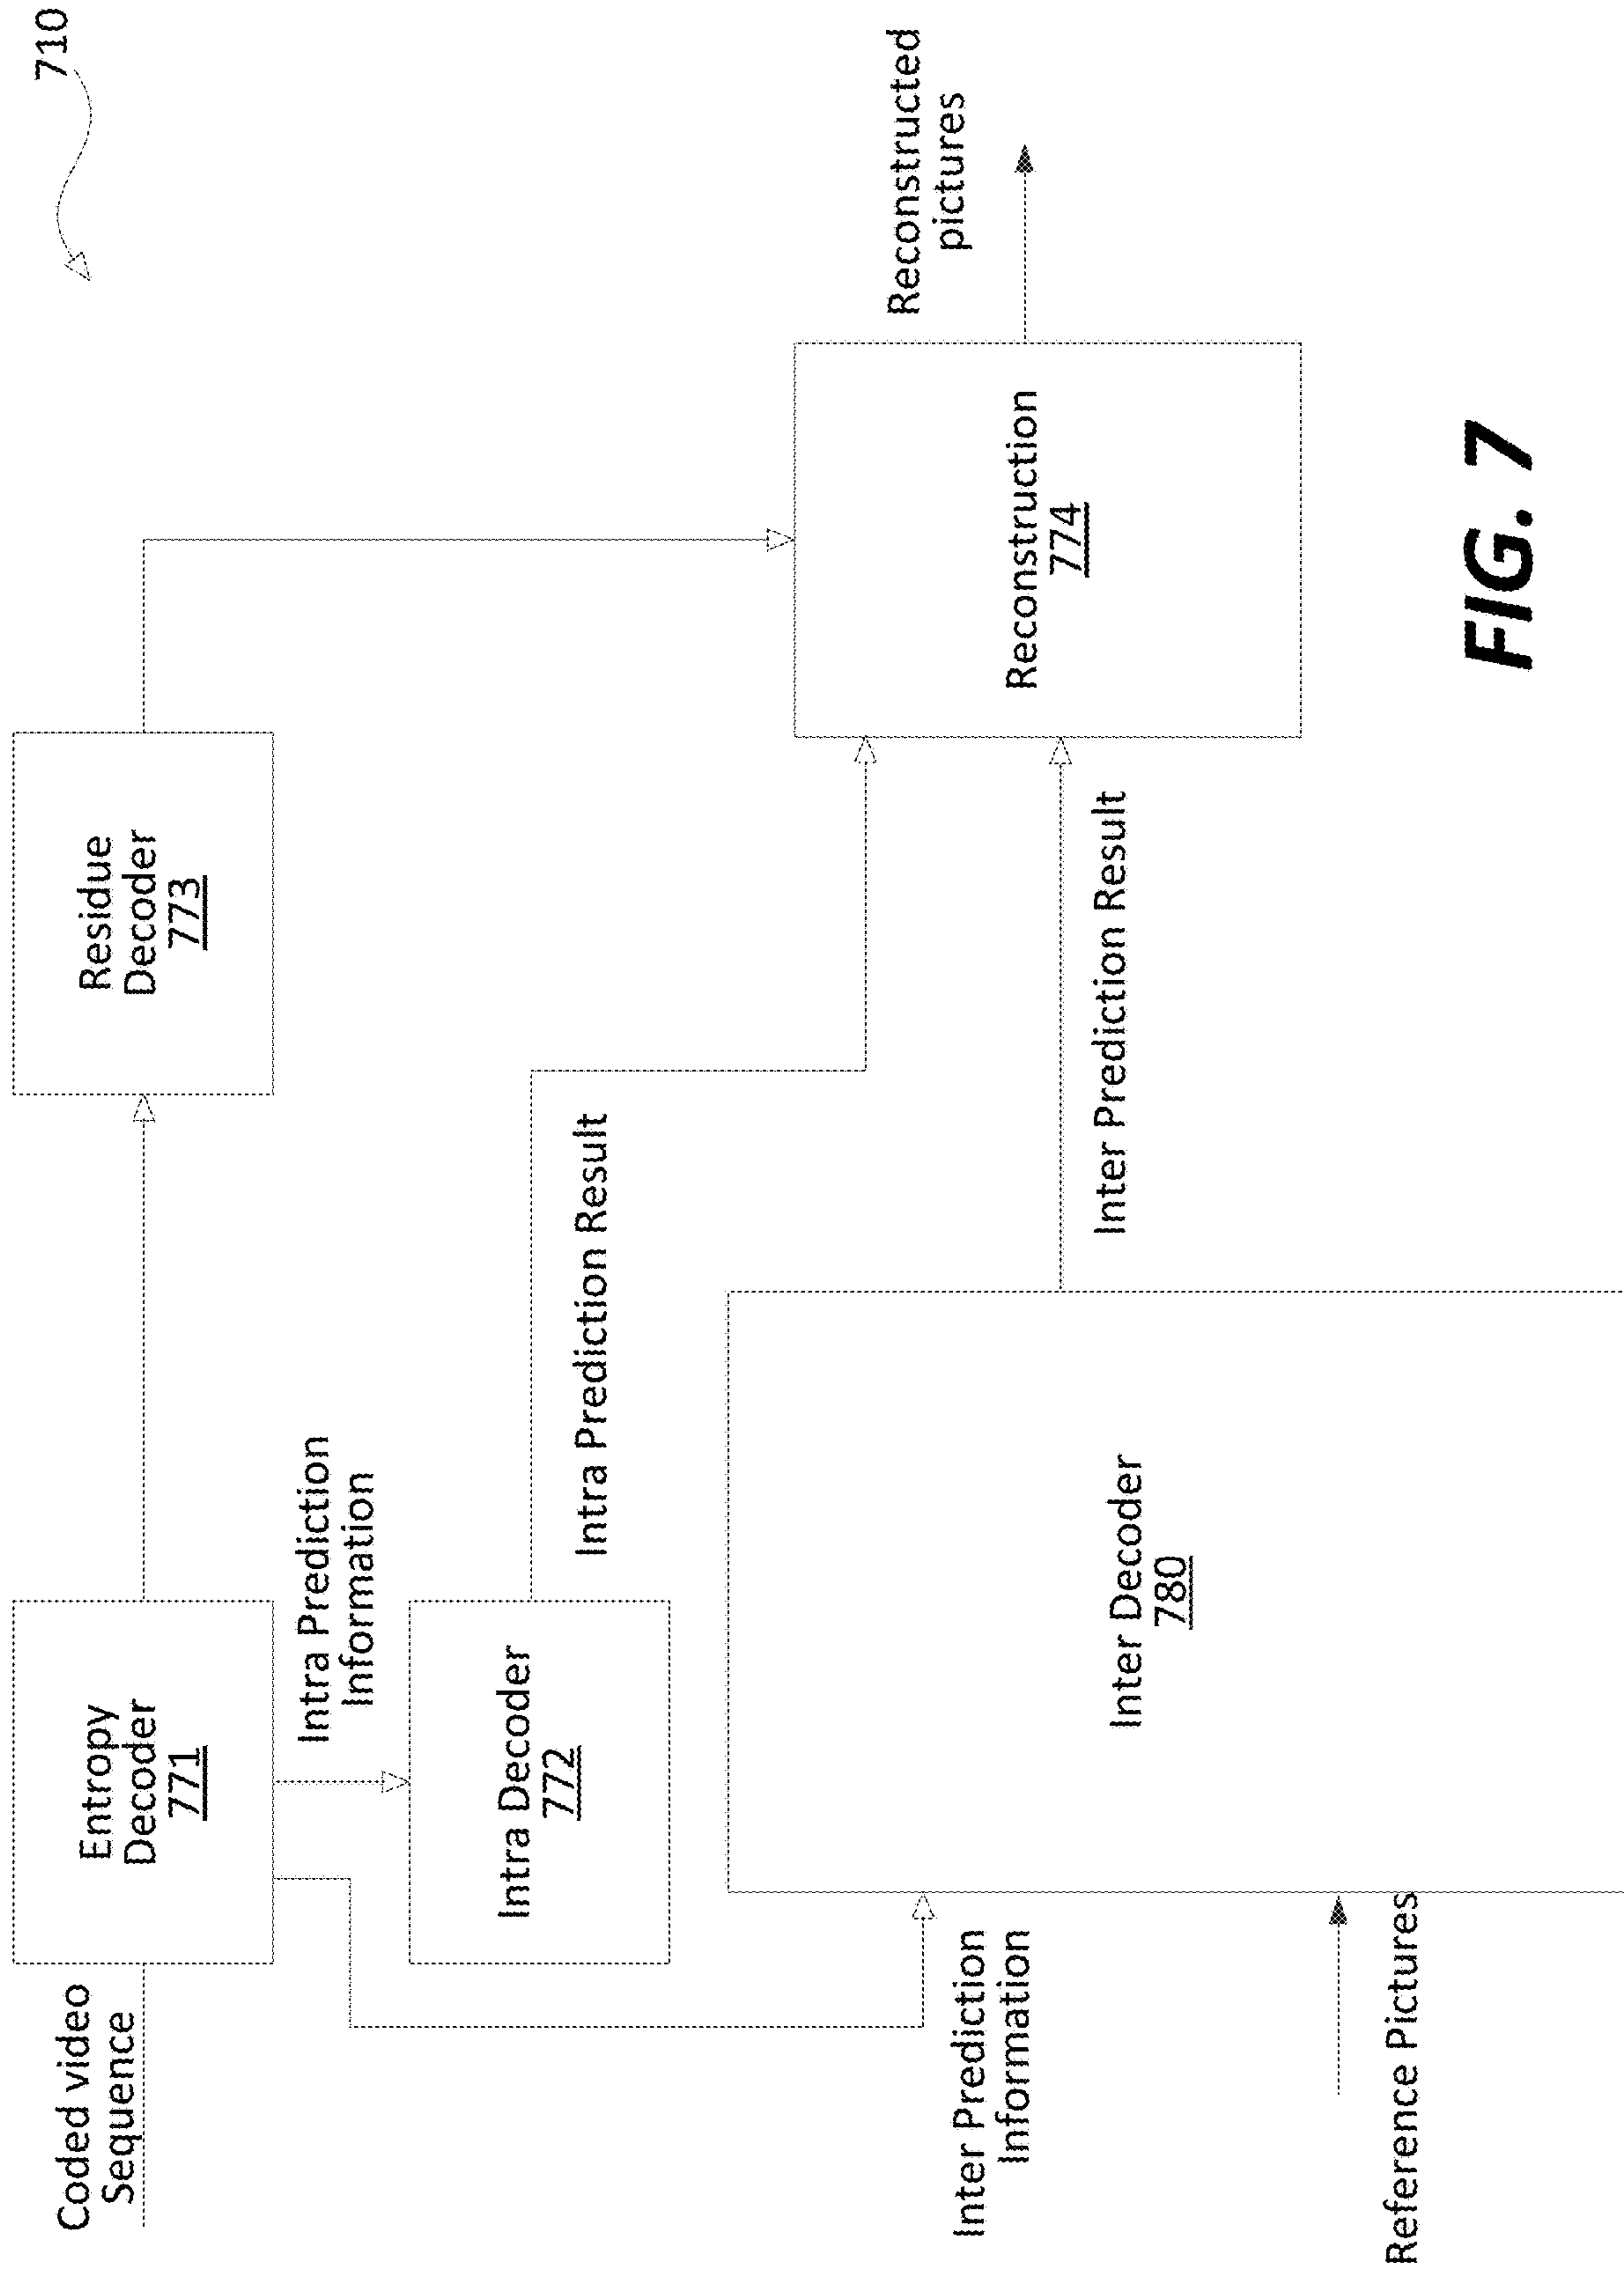 710
Coded video
Sequence
Entropy
Decoder
771
Residue
Decoder
773
Intra Prediction
Information
Intra Decoder
772
Intra Prediction Result
Inter Prediction
Information
Inter Decoder
780
Inter Prediction Result
Reference Pictures
Reconstruction
774
Reconstructed
pictures
FIG. 7